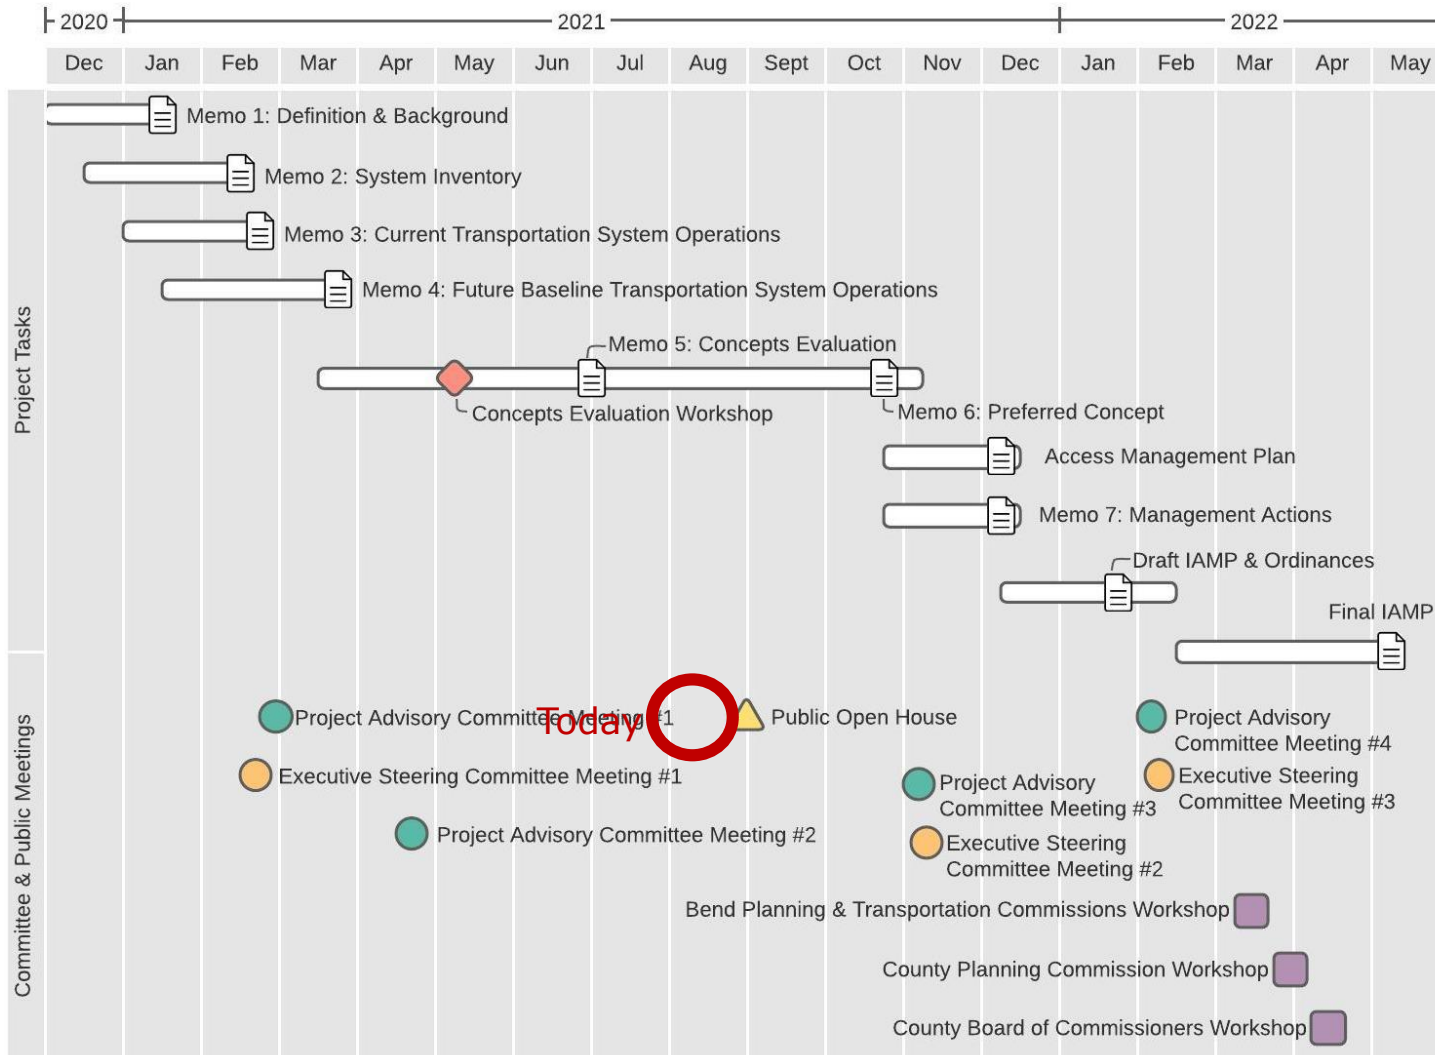 2020 2021 2022
Dec Jan Feb Mar Apr May Jun Jul Aug Sept Oct Nov Dec Jan Feb Mar Apr May
Project Tasks
Memo 1: Definition & Background
Memo 2: System Inventory
Memo 3: Current Transportation System Operations
Memo 4: Future Baseline Transportation System Operations
Memo 5: Concepts Evaluation
Concepts Evaluation Workshop
Memo 6: Preferred Concept
Access Management Plan
Memo 7: Management Actions
Draft IAMP & Ordinances
Final IAMP
Committee & Public Meetings
Project Advisory Committee Meeting #1
Today
Public Open House
Project Advisory
Committee Meeting #4
Executive Steering Committee Meeting #1
Project Advisory
Committee Meeting #3
Executive Steering
Committee Meeting #3
Project Advisory Committee Meeting #2
Executive Steering
Committee Meeting #2
Bend Planning & Transportation Commissions Workshop
County Planning Commission Workshop
County Board of Commissioners Workshop